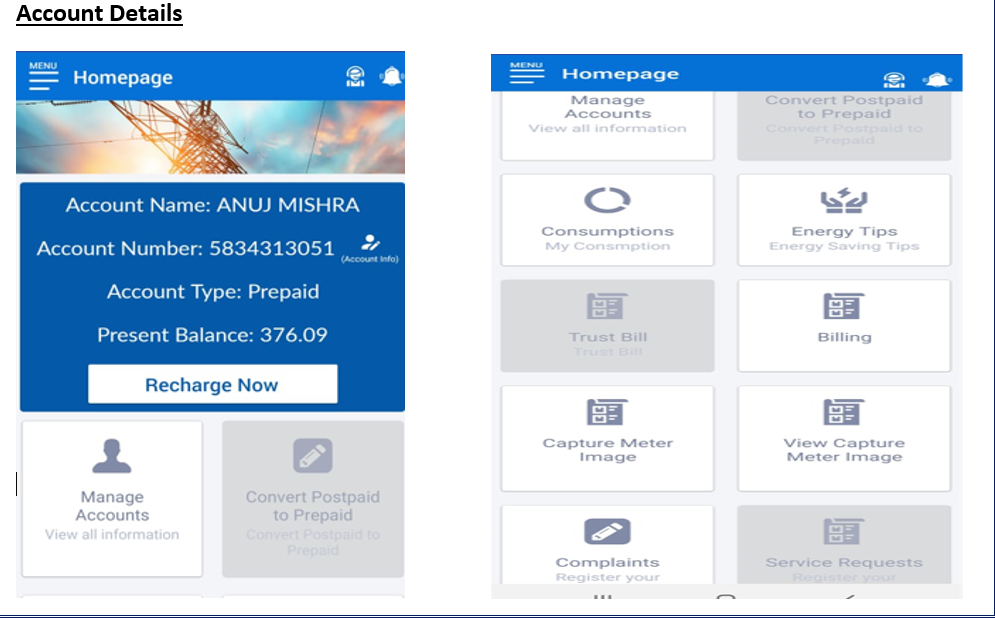 Account Details
MENU
Homepage
Account Name: ANUJ MISHRA
Account Number: 5834313051
(Account Info)
Account Type: Prepaid
Present Balance: 376.09
Recharge Now
Manage
Accounts
View all information
Convert Postpaid
to Prepaid
Convert Postpaid to
Prepaid
MENU
Homepage
Manage
Accounts
View all information
Convert Postpaid
to Prepaid
Convert Postpaid to
Prepaid
Consumptions
My Consmption
Energy Tips
Energy Saving Tips
Trust Bill
Trust Bill
Billing
Capture Meter
Image
View Capture
Meter Image
Complaints
Register your
Service Requests
Register your